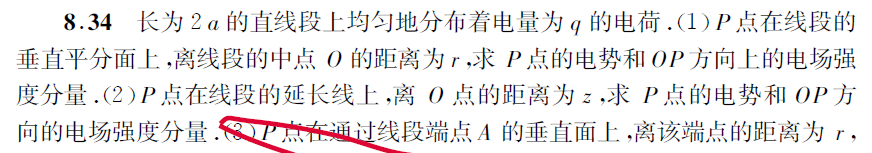 8.34 长为 2a 的直线段上均匀地分布着电量为 q 的电荷.(1)P 点在线段的
垂直平分面上,离线段的中点 O 的距离为 r,求 P 点的电势和 OP 方向上的电场强
度分量.(2)P 点在线段的延长线上,离 O 点的距离为 z,求 P 点的电势和 OP 方
向的电场强度分量.(3)P 点在通过线段端点 A 的垂直面上,离该端点的距离为 r,